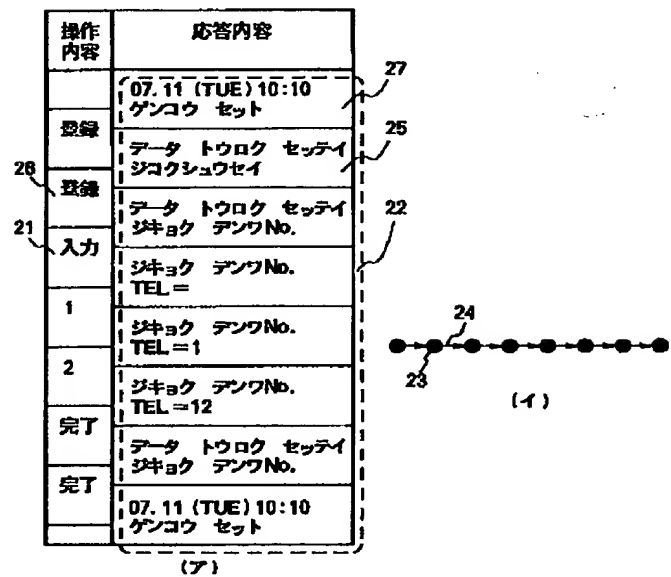 操作
内容
応答内容
07.11 (TUE) 10:10
ゲンコウ セット
27
登録
データ トウロク セッテイ
ジコクシュウセイ
25
26
登録
データ トウロク セッテイ
ジキョク デンワNo.
22
21
入力
ジキョク デンワNo.
TEL=
1
ジキョク デンワNo.
TEL=1
24
23
2
ジキョク デンワNo.
TEL=12
(イ)
完了
データ トウロク セッテイ
ジキョク デンワNo.
完了
07.11 (TUE) 10:10
ゲンコウ セット
(ア)